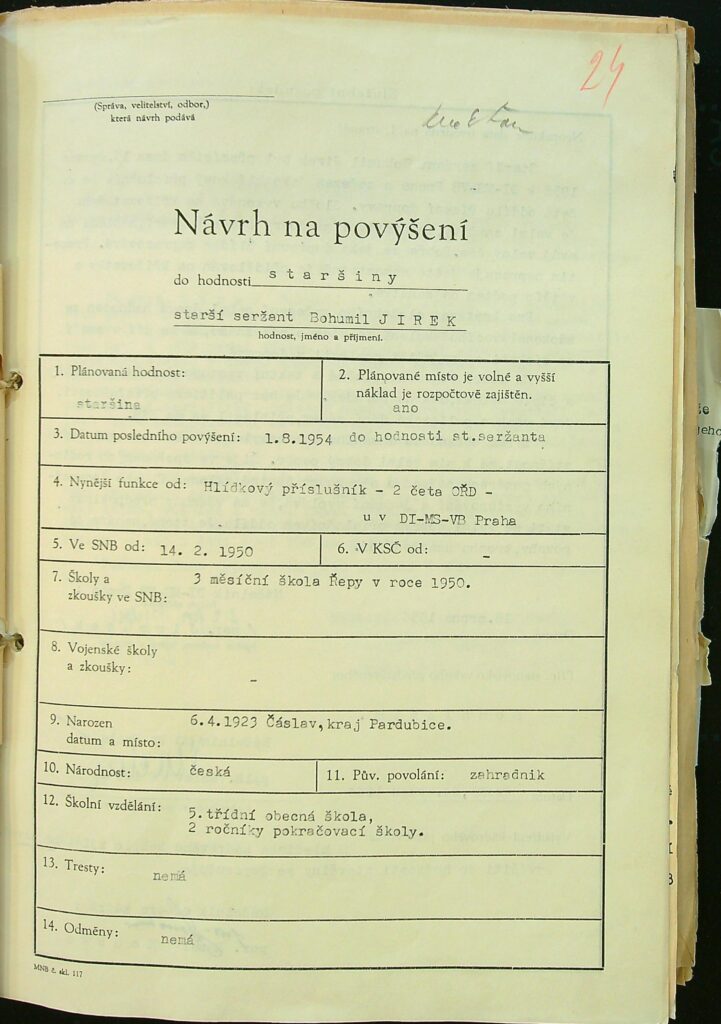 24
(Správa, velitelství, odbor,)
která návrh podává
Návrh na povýšení
do hodnosti staršiny
starší seržant Bohumil JIREK
hodnost, jméno a příjmení.
1. Plánovaná hodnost:
staršina
2. Plánované místo je volné a vyšší
náklad je rozpočtově zajištěn.
ano
3. Datum posledního povýšení: 1.8.1954 do hodnosti st.seržanta
4. Nynější funkce od: Hlídkový příslušník - 2 četa OŘD -
u v DI-MS-VB Praha
5. Ve SNB od: 14. 2. 1950
6. V KSČ od: -
7. Školy a 3 měsíční škola Řepy v roce 1950.
zkoušky ve SNB:
8. Vojenské školy
a zkoušky: -
9. Narozen 6.4.1923 Čáslav,kraj Pardubice.
datum a místo:
10. Národnost: česká
11. Pův. povolání: zahradnik
12. Školní vzdělání: 5.třídní obecná škola,
2 ročníky pokračovací školy.
13. Tresty: nemá
14. Odměny: nemá
MNB č. skl. 117